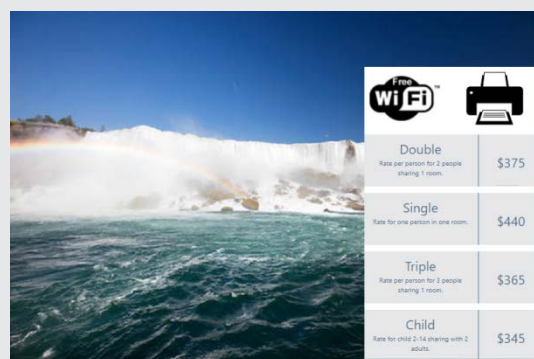 Free
Wi Fi™
Double
Rate per person for 2 people
sharing 1 room.
$375
Single
Rate for one person in one room.
$440
Triple
Rate per person for 3 people
sharing 1 room.
$365
Child
Rate for child 2-14 sharing with 2
adults.
$345